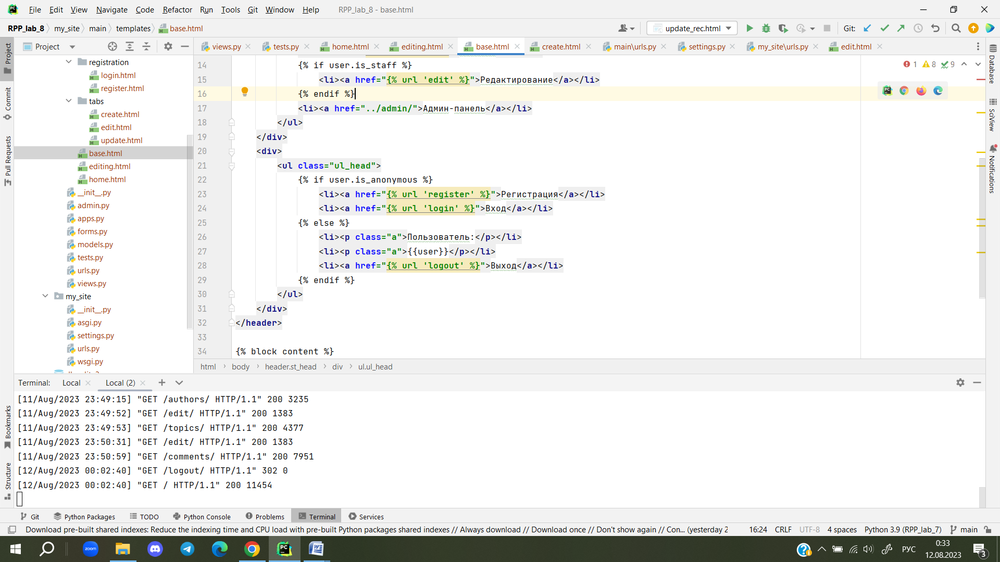 File Edit View Navigate Code Refactor Run Tools Git Window Help RPP_lab_8 - base.html
RPP_lab_8 my_site main templates base.html update_rec.html Git:
Project views.py tests.py home.html editing.html base.html create.html main\urls.py settings.py my_site\urls.py edit.html
Project
Commit
Pull Requests
Bookmarks
Structure
registration
login.html
register.html
tabs
create.html
edit.html
update.html
base.html
editing.html
home.html
__init__.py
admin.py
apps.py
forms.py
models.py
tests.py
urls.py
views.py
my_site
__init__.py
asgi.py
settings.py
urls.py
wsgi.py
1 8 9
14 {% if user.is_staff %}
15 <li><a href="{% url 'edit' %}">Редактирование</a></li>
16 {% endif %}
17 <li><a href="../admin/">Админ-панель</a></li>
18 </ul>
19 </div>
20 <div>
21 <ul class="ul_head">
22 {% if user.is_anonymous %}
23 <li><a href="{% url 'register' %}">Регистрация</a></li>
24 <li><a href="{% url 'login' %}">Вход</a></li>
25 {% else %}
26 <li><p class="a">Пользователь:</p></li>
27 <li><p class="a">{{user}}</p></li>
28 <li><a href="{% url 'logout' %}">Выход</a></li>
29 {% endif %}
30 </ul>
31 </div>
32 </header>
33
34 {% block content %}
html body header.st_head div ul.ul_head
Database
SciView
Notifications
Terminal: Local Local (2)
[11/Aug/2023 23:49:15] "GET /authors/ HTTP/1.1" 200 3235
[11/Aug/2023 23:49:52] "GET /edit/ HTTP/1.1" 200 1383
[11/Aug/2023 23:49:53] "GET /topics/ HTTP/1.1" 200 4377
[11/Aug/2023 23:50:31] "GET /edit/ HTTP/1.1" 200 1383
[11/Aug/2023 23:50:59] "GET /comments/ HTTP/1.1" 200 7951
[12/Aug/2023 00:02:40] "GET /logout/ HTTP/1.1" 302 0
[12/Aug/2023 00:02:40] "GET / HTTP/1.1" 200 11454
Git Python Packages TODO Python Console Problems Terminal Services
Download pre-built shared indexes: Reduce the indexing time and CPU load with pre-built Python packages shared indexes // Always download // Download once // Don't show again // Con... (yesterday 2 16:24 CRLF UTF-8 4 spaces Python 3.9 (RPP_lab_7) main
zoom PC W РУС 0:33
12.08.2023 3